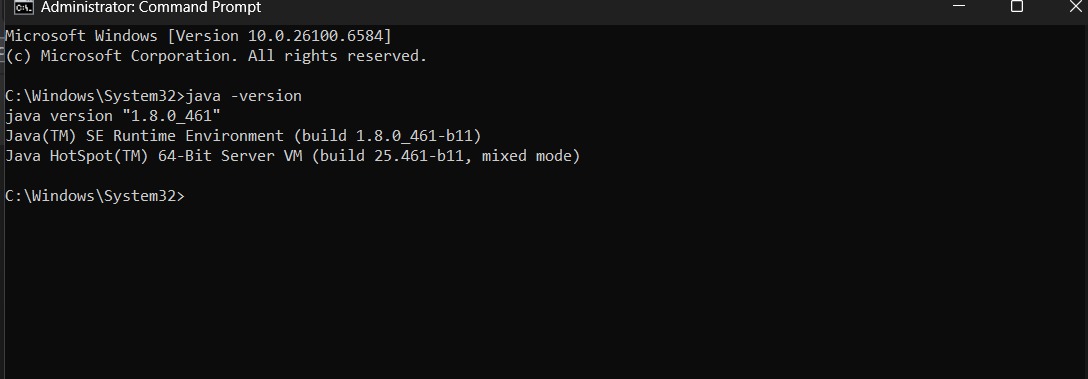 Administrator: Command Prompt
Microsoft Windows [Version 10.0.26100.6584]
(c) Microsoft Corporation. All rights reserved.
C:\Windows\System32>java -version
java version "1.8.0_461"
Java(TM) SE Runtime Environment (build 1.8.0_461-b11)
Java HotSpot(TM) 64-Bit Server VM (build 25.461-b11, mixed mode)
C:\Windows\System32>